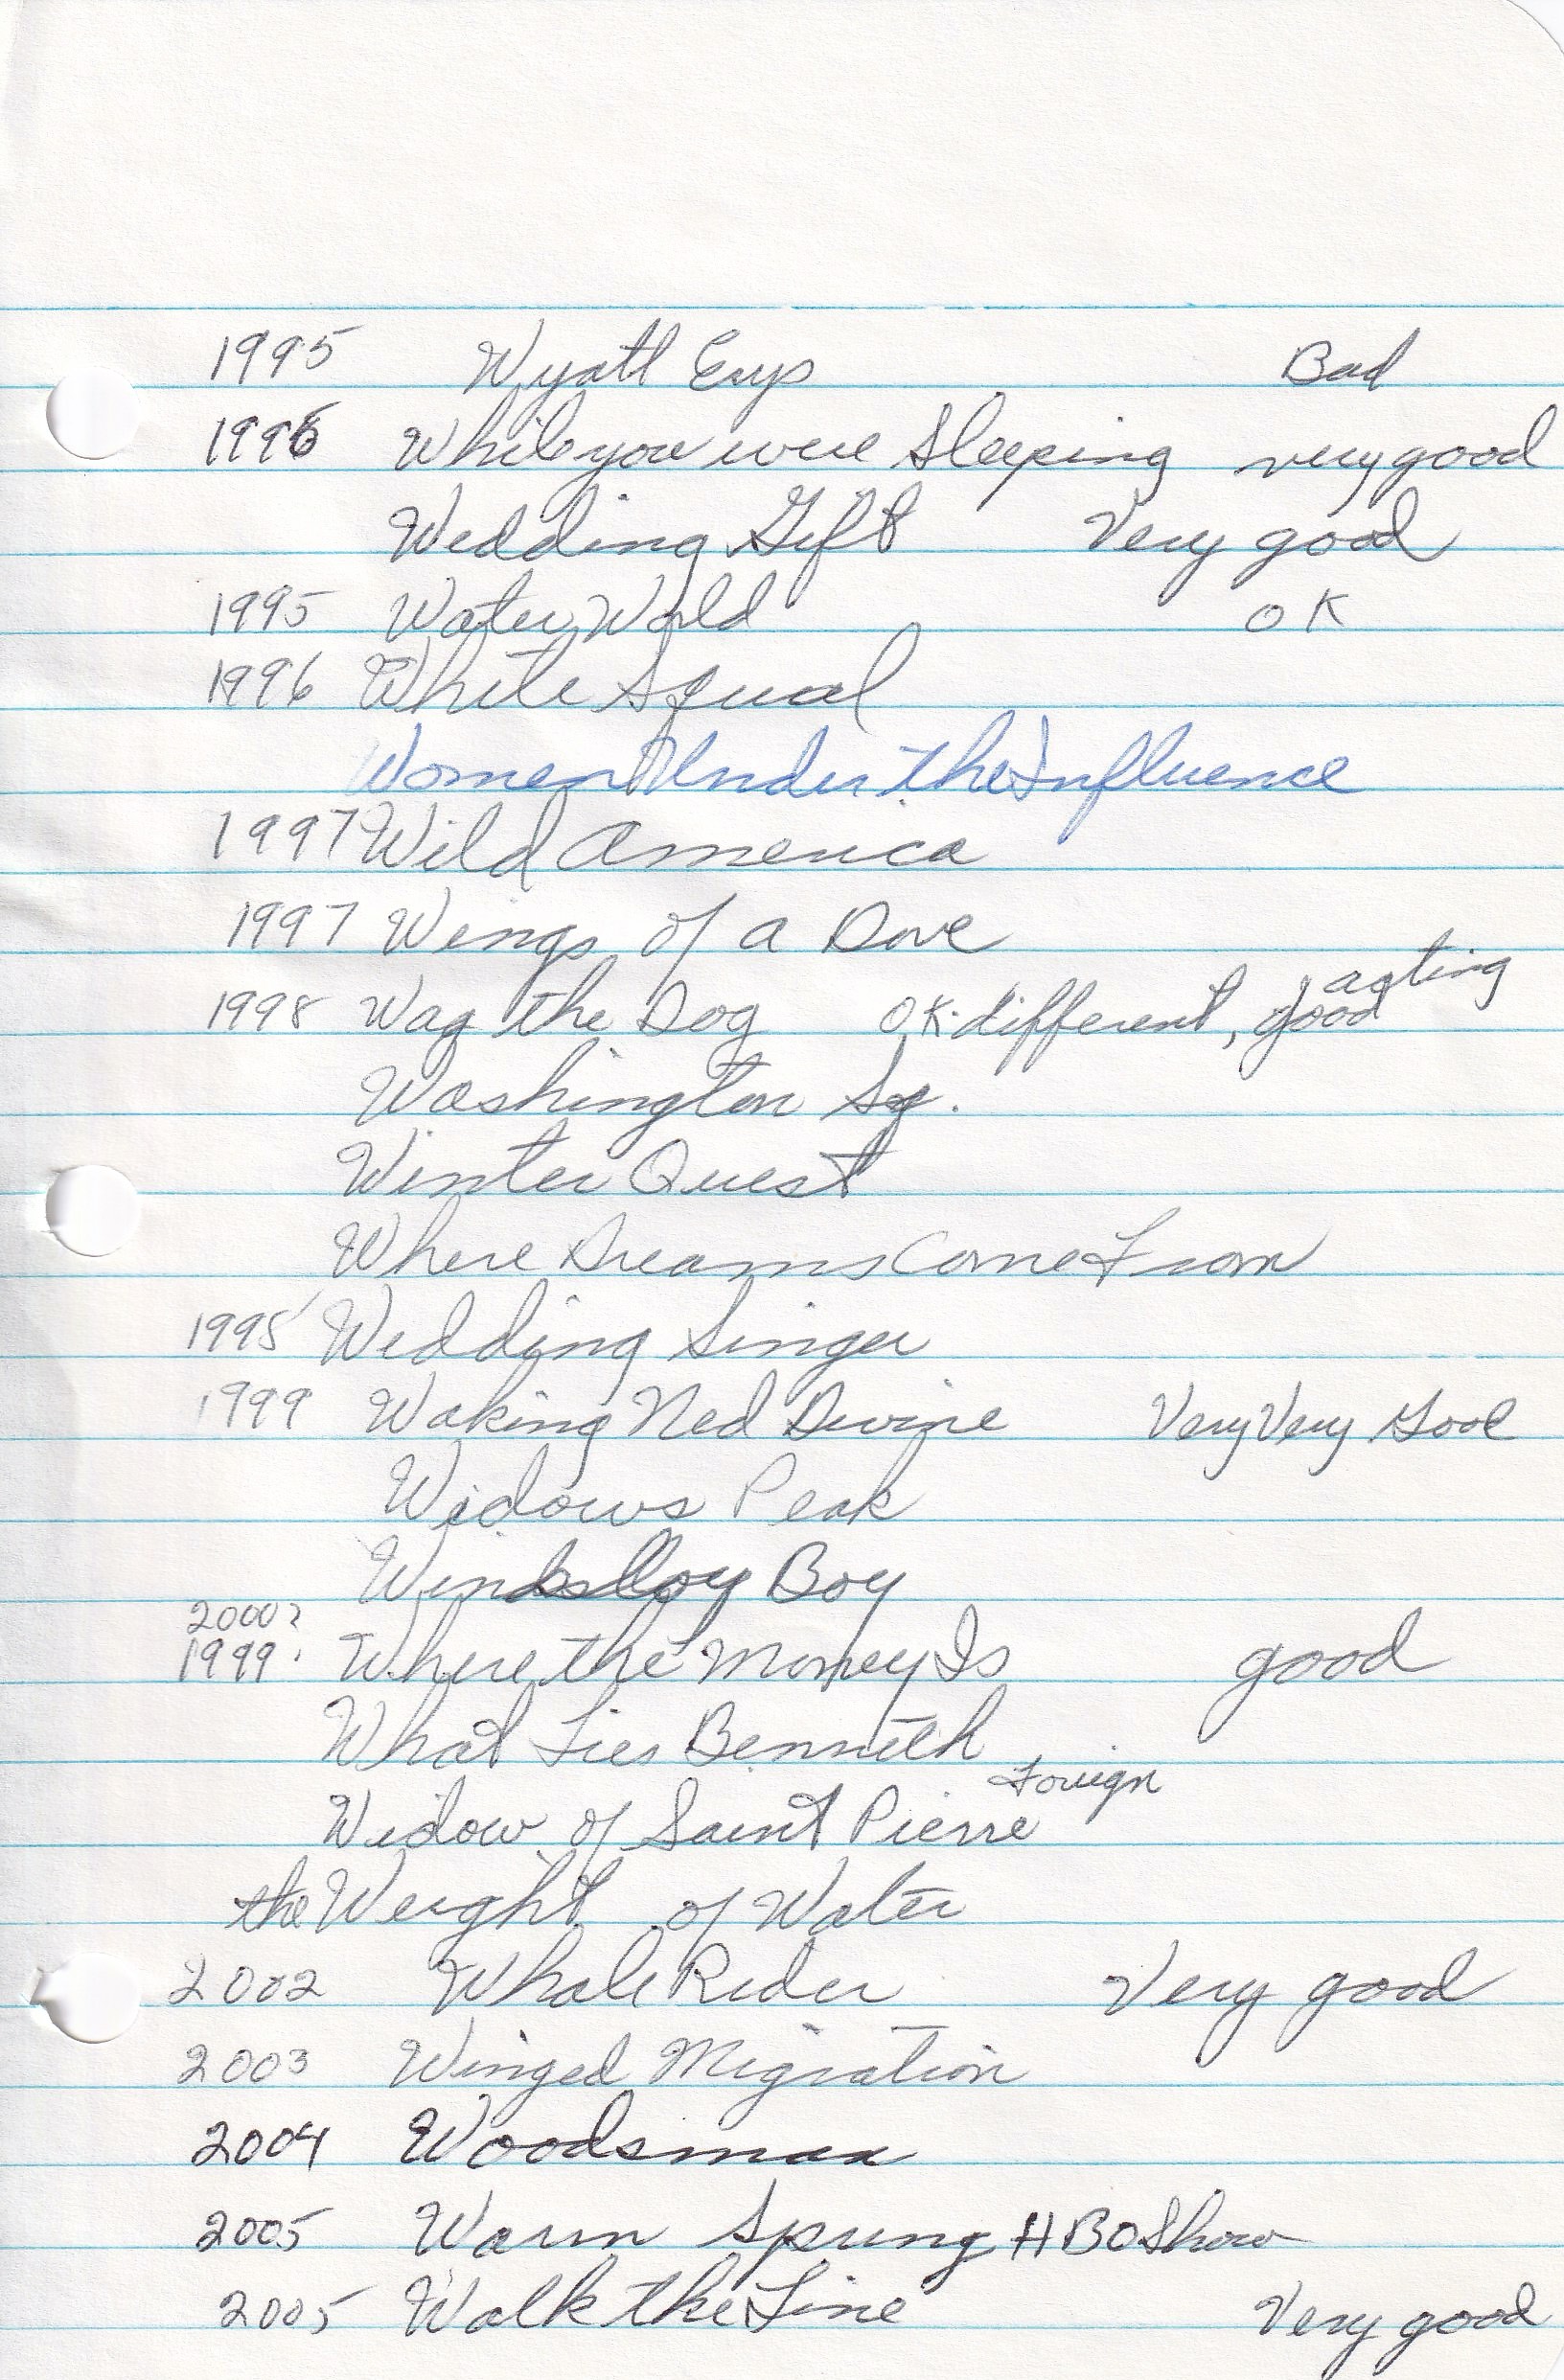 1995 Wyatt Erys Bad
1996 While you were Sleeping very good
Wedding Gift Very good
1995 Water World OK
1996 White Squal
Women Under the Influence
1997 Wild America
1997 Wings of a Dove
1998 Wag the Dog OK. different, good acting
Washington Sq.
Winter Quest
Where Dreams Come From
1998 Wedding Singer
1999 Waking Ned Devine Very Very Good
Widows Peak
Boy
2000?
1999. Where the Money Is good
What Lies Bennith
Widow of Saint Pierre Foreign
the Weight of Water
2002 Whale Rider Very good
2003 Winged Migration
2004 Woodsman
2005 Warm Spring HBO Show
2005 Walk the Line Very good